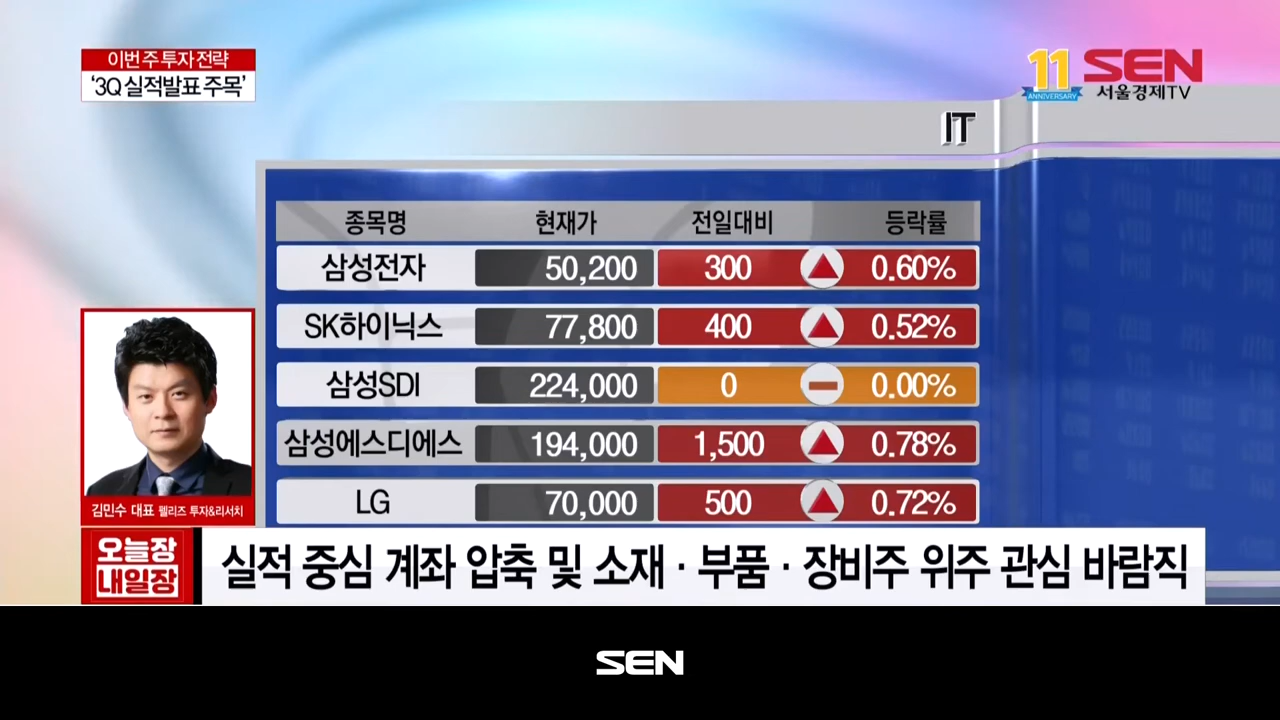 이번 주 투자 전략
‘3Q 실적발표 주목’
11 ANNIVERSARY
SEN
서울경제TV
IT
종목명 현재가 전일대비 등락률
삼성전자 50,200 300 0.60%
SK하이닉스 77,800 400 0.52%
삼성SDI 224,000 0 0.00%
삼성에스디에스 194,000 1,500 0.78%
LG 70,000 500 0.72%
김민수 대표 펠리즈 투자&리서치
오늘장
내일장
실적 중심 계좌 압축 및 소재·부품·장비주 위주 관심 바람직
SEN